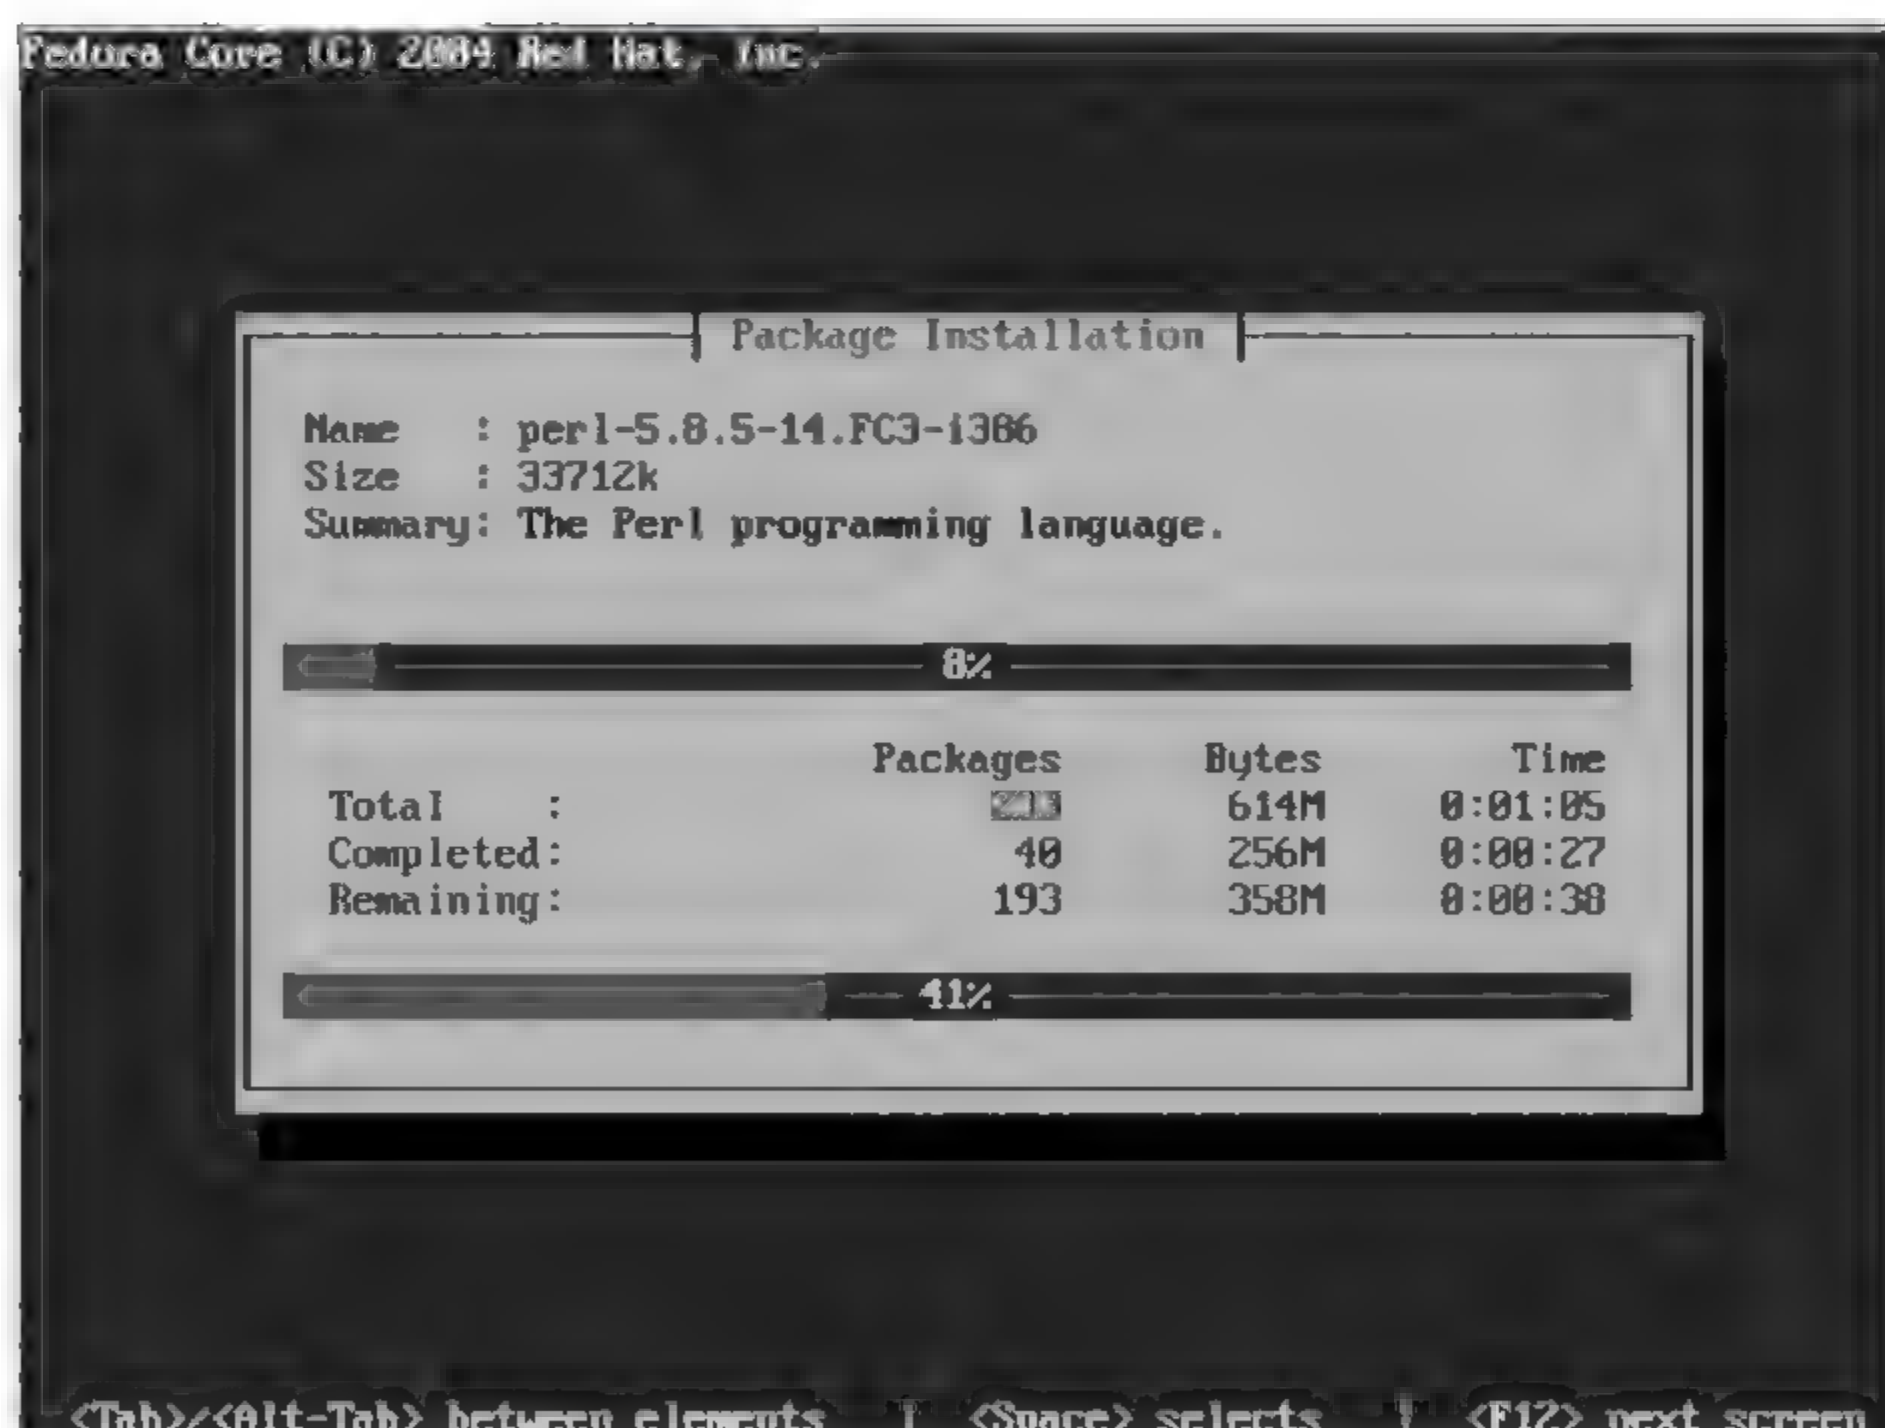 Fedora Core (C) 2004 Red Hat, Inc.
Package Installation
Name : perl-5.8.5-14.FC3-i386
Size : 33712k
Summary: The Perl programming language.
0%
Packages Bytes Time
Total : 614M 0:01:05
Completed: 40 256M 0:00:27
Remaining: 193 358M 0:00:38
41%
<Tab>/<Alt-Tab> between elements | <Space> selects | <F12> next screen